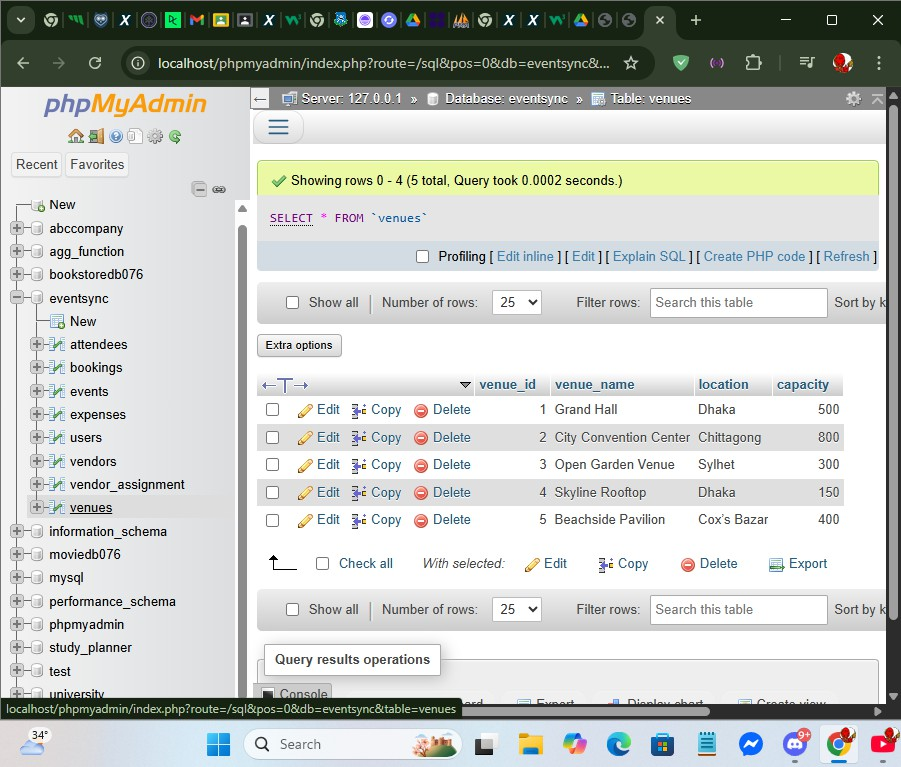 localhost/phpmyadmin/index.php?route=/sql&pos=0&db=eventsync&...
phpMyAdmin
Recent Favorites
New
abccompany
agg_function
bookstoredb076
eventsync
New
attendees
bookings
events
expenses
users
vendors
vendor_assignment
venues
information_schema
moviedb076
mysql
performance_schema
phpmyadmin
study_planner
test
university
Server: 127.0.0.1 » Database: eventsync » Table: venues
Showing rows 0 - 4 (5 total, Query took 0.0002 seconds.)
SELECT * FROM `venues`
Profiling [ Edit inline ] [ Edit ] [ Explain SQL ] [ Create PHP code ] [ Refresh ]
Show all Number of rows: 25 Filter rows: Search this table Sort by k
Extra options
venue_id venue_name location capacity
Edit Copy Delete 1 Grand Hall Dhaka 500
Edit Copy Delete 2 City Convention Center Chittagong 800
Edit Copy Delete 3 Open Garden Venue Sylhet 300
Edit Copy Delete 4 Skyline Rooftop Dhaka 150
Edit Copy Delete 5 Beachside Pavilion Cox's Bazar 400
Check all With selected: Edit Copy Delete Export
Show all Number of rows: 25 Filter rows: Search this table Sort by k
Query results operations
Console Export Display chart Create view
localhost/phpmyadmin/index.php?route=/sql&pos=0&db=eventsync&table=venues
34°
Search
9+